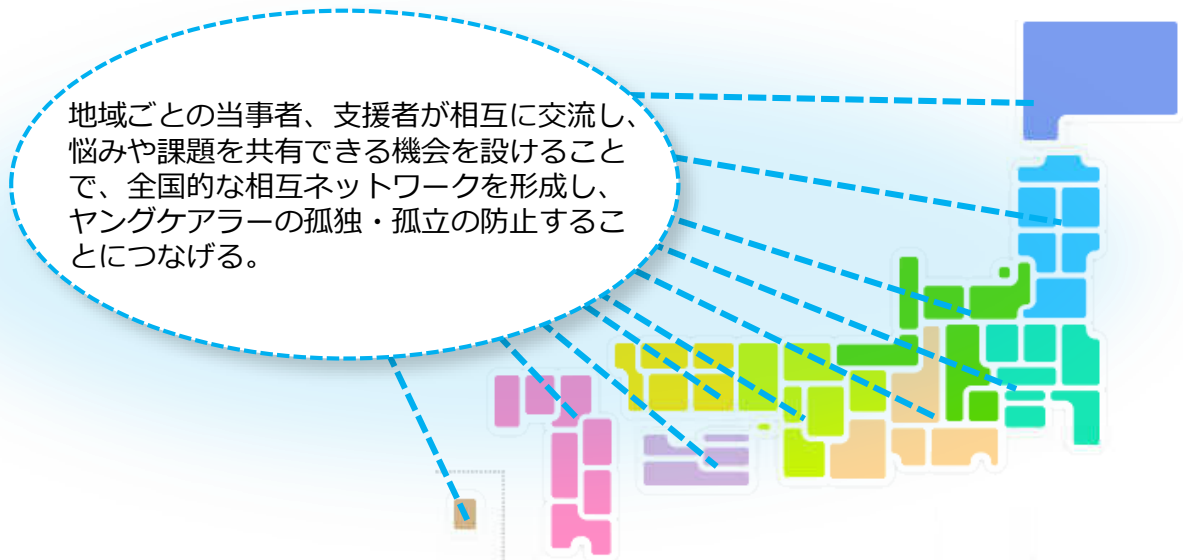 地域ごとの当事者、支援者が相互に交流し、
悩みや課題を共有できる機会を設けること
で、全国的な相互ネットワークを形成し、
ヤングケアラーの孤独・孤立の防止するこ
とにつなげる。